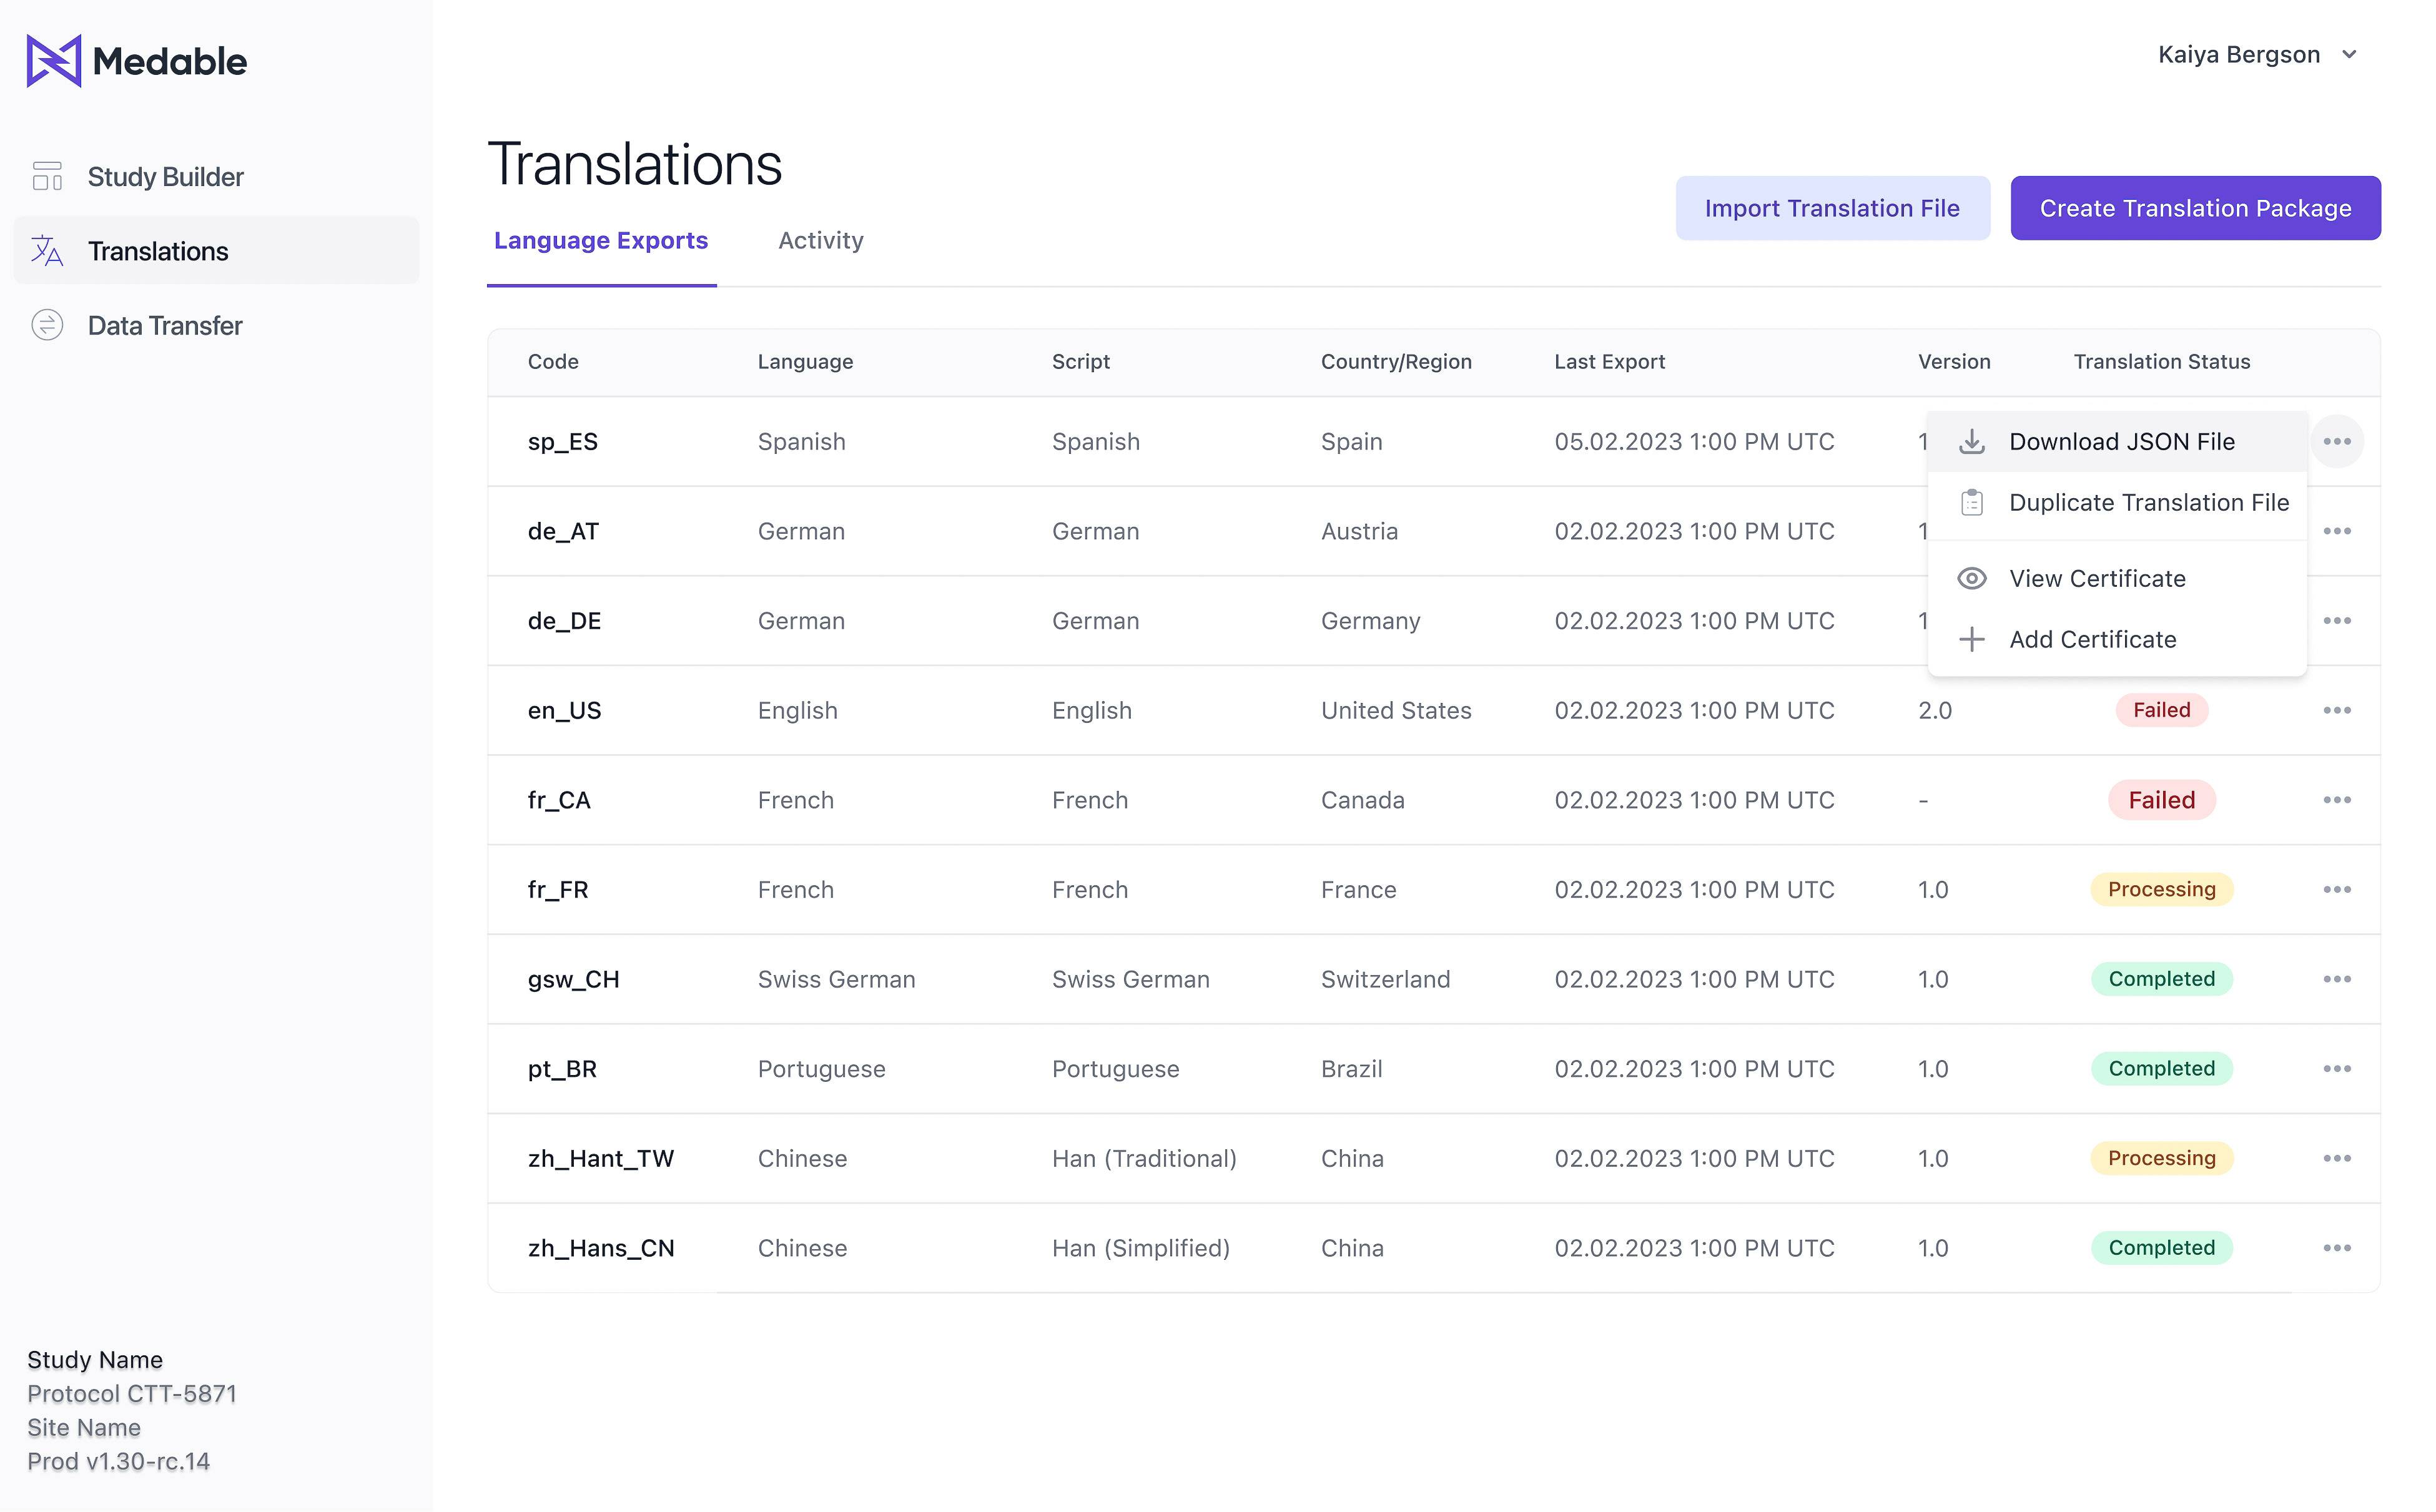 Medable
Kaiya Bergson
Study Builder
Translations
Data Transfer
Translations
Import Translation File
Create Translation Package
Language Exports Activity
Code Language Script Country/Region Last Export Version Translation Status
sp_ES Spanish Spanish Spain 05.02.2023 1:00 PM UTC 1
Download JSON File
Duplicate Translation File
View Certificate
Add Certificate
de_AT German German Austria 02.02.2023 1:00 PM UTC 1
de_DE German German Germany 02.02.2023 1:00 PM UTC 1
en_US English English United States 02.02.2023 1:00 PM UTC 2.0 Failed
fr_CA French French Canada 02.02.2023 1:00 PM UTC - Failed
fr_FR French French France 02.02.2023 1:00 PM UTC 1.0 Processing
gsw_CH Swiss German Swiss German Switzerland 02.02.2023 1:00 PM UTC 1.0 Completed
pt_BR Portuguese Portuguese Brazil 02.02.2023 1:00 PM UTC 1.0 Completed
zh_Hant_TW Chinese Han (Traditional) China 02.02.2023 1:00 PM UTC 1.0 Processing
zh_Hans_CN Chinese Han (Simplified) China 02.02.2023 1:00 PM UTC 1.0 Completed
Study Name
Protocol CTT-5871
Site Name
Prod v1.30-rc.14